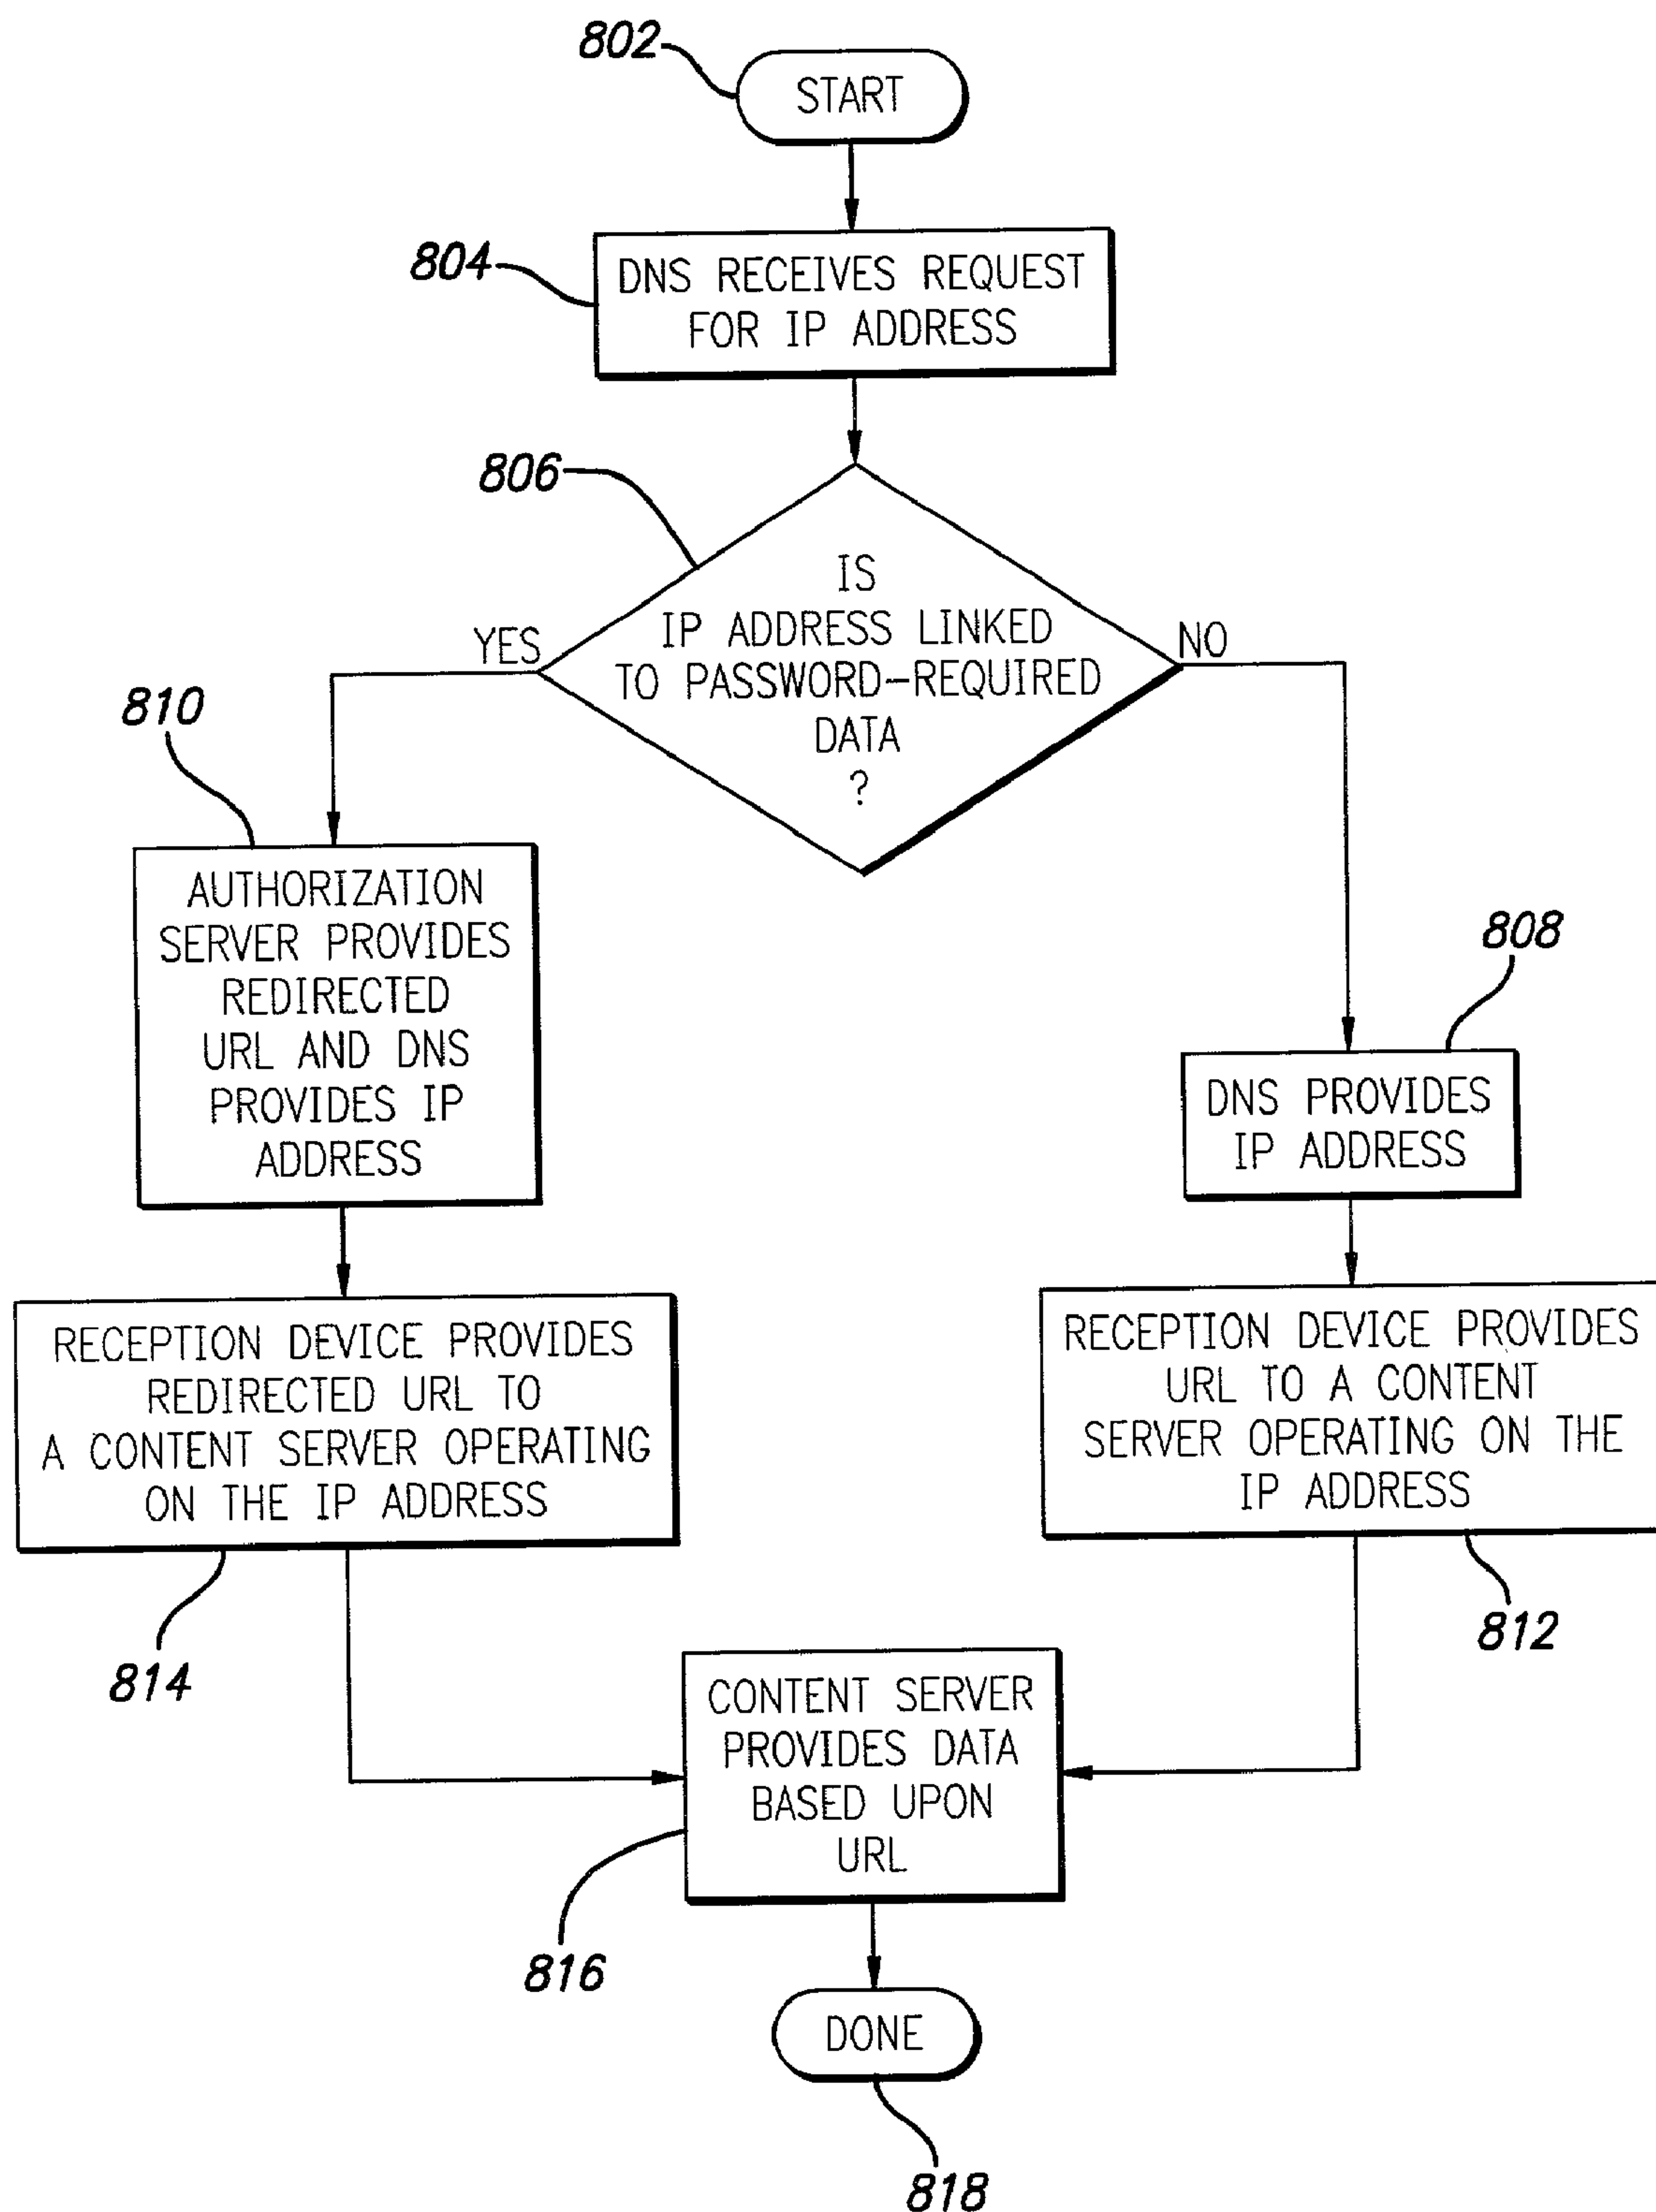 802
START
804
DNS RECEIVES REQUEST
FOR IP ADDRESS
806
IS
IP ADDRESS LINKED
TO PASSWORD-REQUIRED
DATA
?
YES
NO
810
AUTHORIZATION
SERVER PROVIDES
REDIRECTED
URL AND DNS
PROVIDES IP
ADDRESS
808
DNS PROVIDES
IP ADDRESS
RECEPTION DEVICE PROVIDES
REDIRECTED URL TO
A CONTENT SERVER OPERATING
ON THE IP ADDRESS
814
RECEPTION DEVICE PROVIDES
URL TO A CONTENT
SERVER OPERATING ON THE
IP ADDRESS
812
CONTENT SERVER
PROVIDES DATA
BASED UPON
URL
816
DONE
818